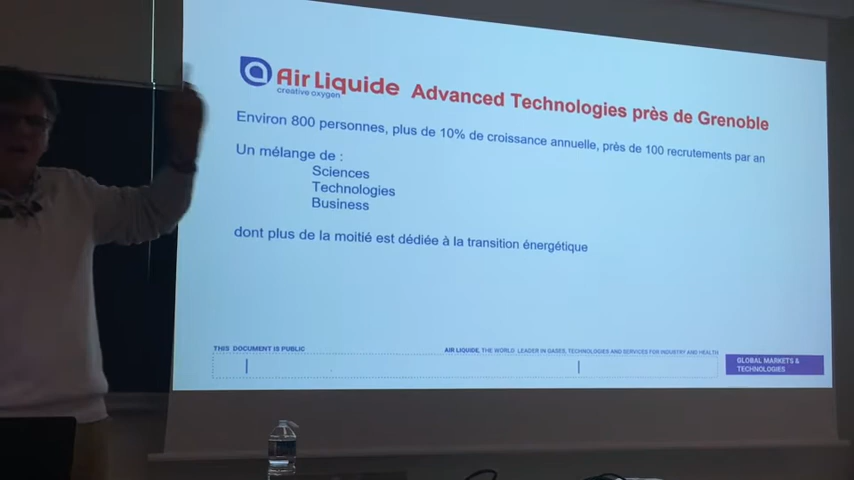 Air Liquide Advanced Technologies près de Grenoble
creative oxygen
Environ 800 personnes, plus de 10% de croissance annuelle, près de 100 recrutements par an
Un mélange de :
Sciences
Technologies
Business
dont plus de la moitié est dédiée à la transition énergétique
THIS DOCUMENT IS PUBLIC
AIR LIQUIDE, THE WORLD LEADER IN GASES, TECHNOLOGIES AND SERVICES FOR INDUSTRY AND HEALTH
GLOBAL MARKETS &
TECHNOLOGIES